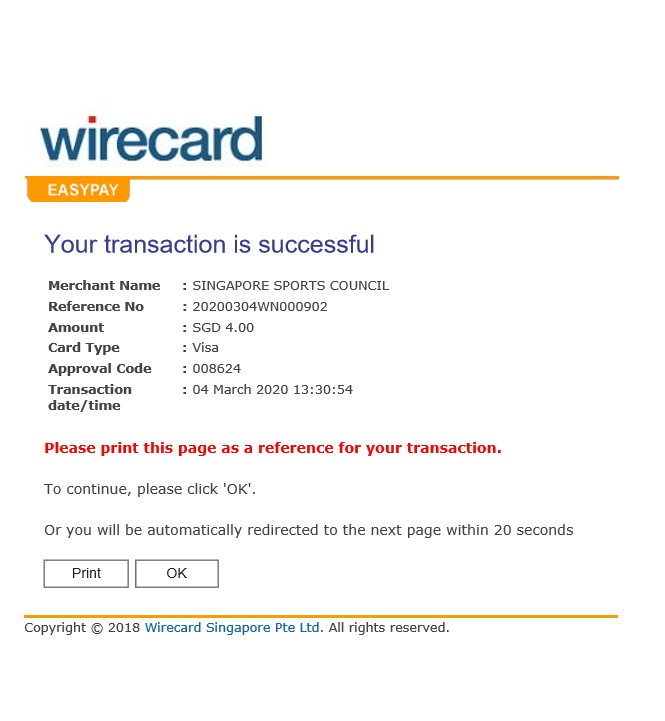 wirecard
EASYPAY
Your transaction is successful
Merchant Name : SINGAPORE SPORTS COUNCIL
Reference No : 20200304WN000902
Amount : SGD 4.00
Card Type : Visa
Approval Code : 008624
Transaction : 04 March 2020 13:30:54
date/time
Please print this page as a reference for your transaction.
To continue, please click 'OK'.
Or you will be automatically redirected to the next page within 20 seconds
Print OK
Copyright © 2018 Wirecard Singapore Pte Ltd. All rights reserved.